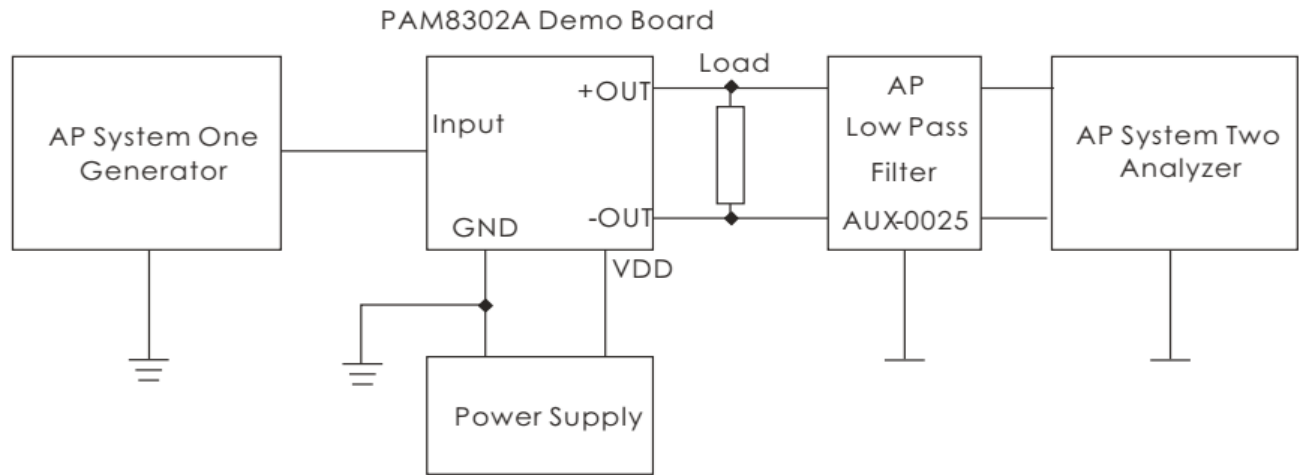 PAM8302A Demo Board
AP System One
Generator
Input
+OUT
-OUT
GND
VDD
Load
AP
Low Pass
Filter
AUX-0025
AP System Two
Analyzer
Power Supply